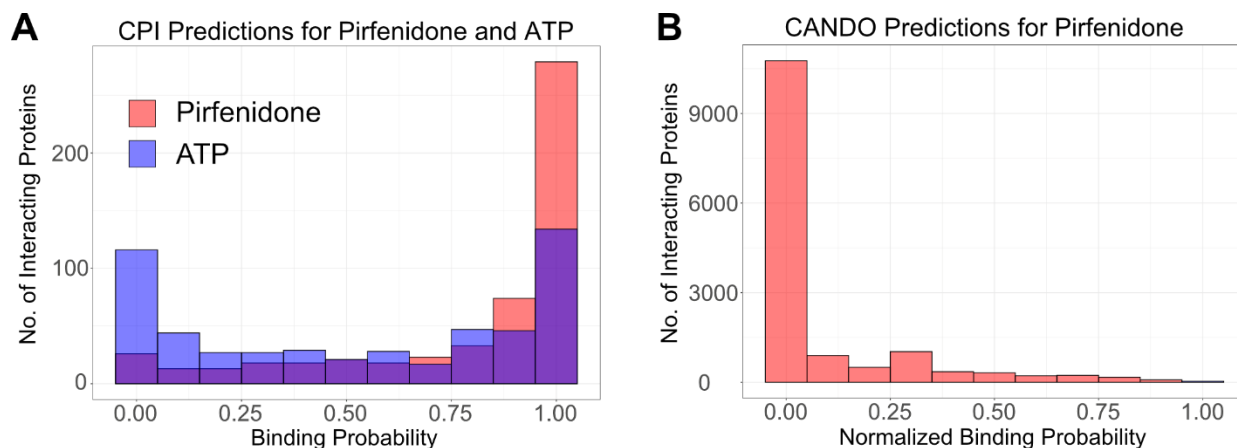 A
CPI Predictions for Pirfenidone and ATP
No. of Interacting Proteins
200
100
0
Pirfenidone
ATP
0.00 0.25 0.50 0.75 1.00
Binding Probability
B
CANDO Predictions for Pirfenidone
No. of Interacting Proteins
9000
6000
3000
0
0.00 0.25 0.50 0.75 1.00
Normalized Binding Probability